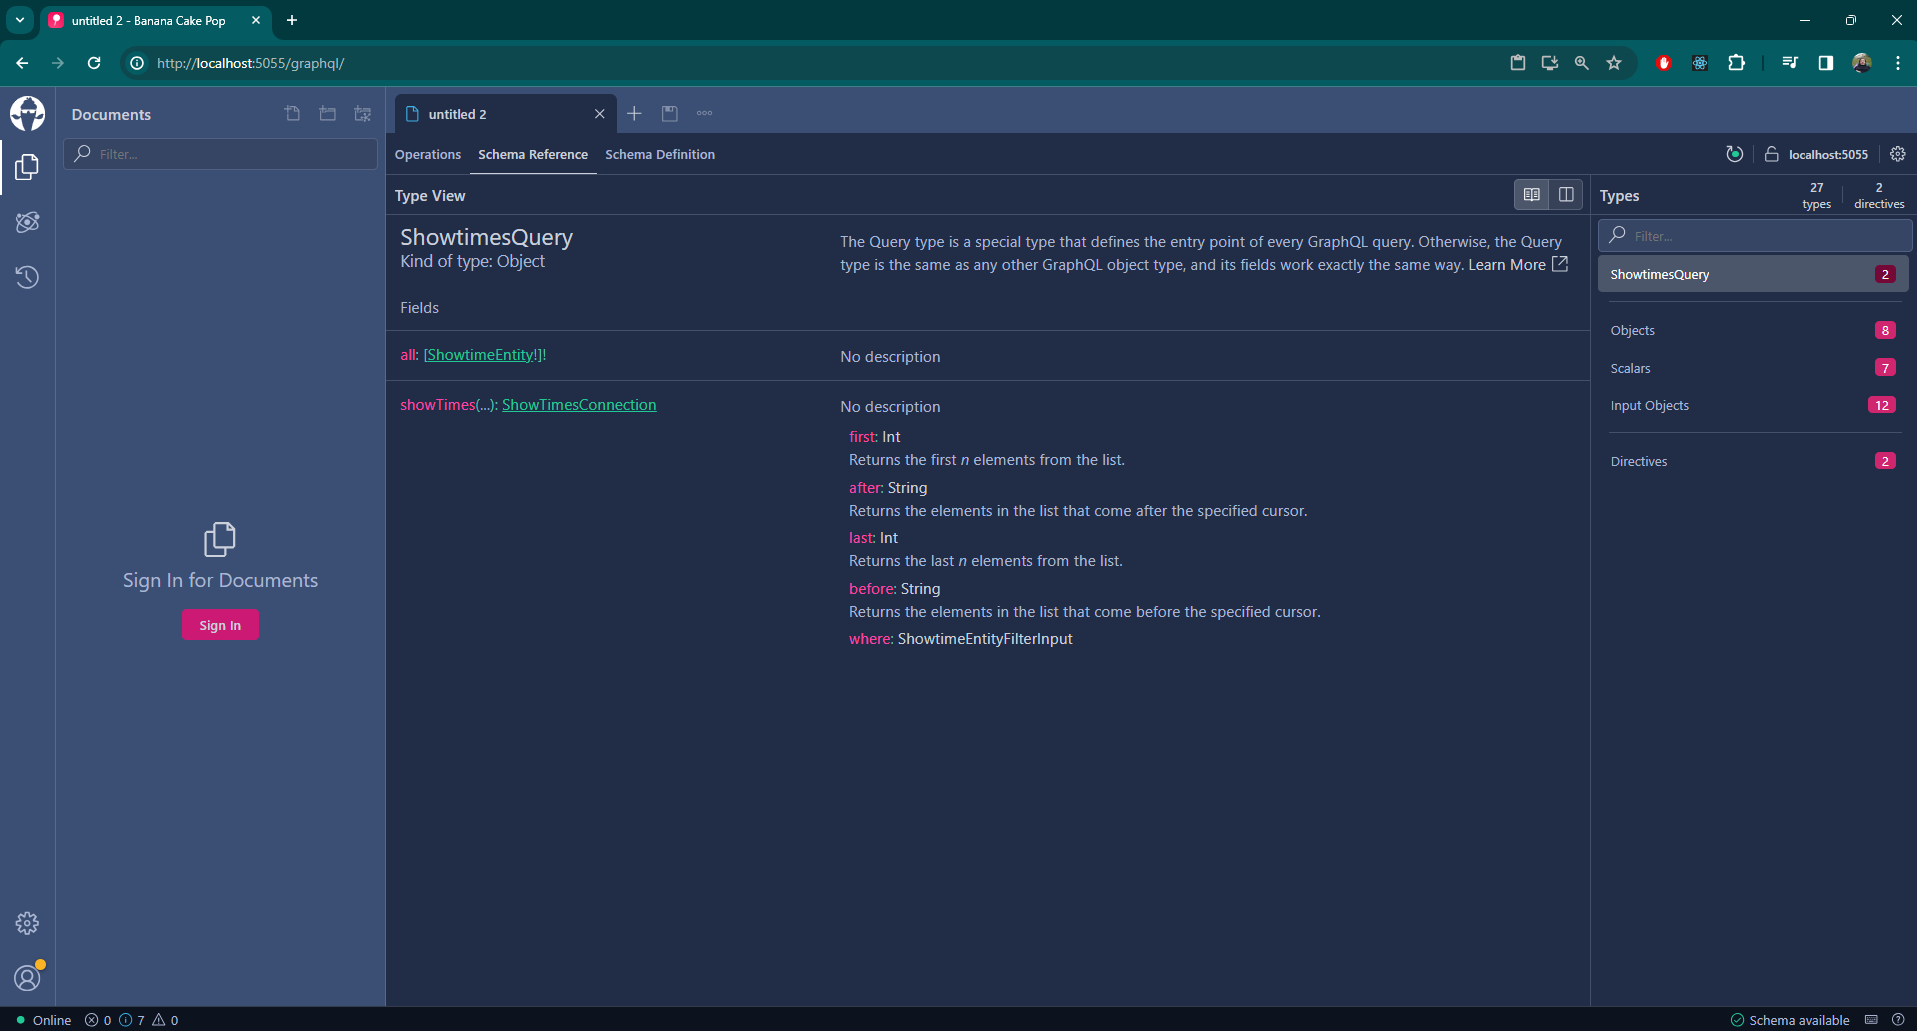 untitled 2 - Banana Cake Pop
http://localhost:5055/graphql/
Documents
Filter...
Sign In for Documents
Sign In
untitled 2
Operations
Schema Reference
Schema Definition
localhost:5055
Type View
ShowtimesQuery
Kind of type: Object
The Query type is a special type that defines the entry point of every GraphQL query. Otherwise, the Query
type is the same as any other GraphQL object type, and its fields work exactly the same way. Learn More
Fields
all: [ShowtimeEntity!]!
No description
showTimes(...): ShowTimesConnection
No description
first: Int
Returns the first n elements from the list.
after: String
Returns the elements in the list that come after the specified cursor.
last: Int
Returns the last n elements from the list.
before: String
Returns the elements in the list that come before the specified cursor.
where: ShowtimeEntityFilterInput
Types
27
types
2
directives
Filter...
ShowtimesQuery 2
Objects 8
Scalars 7
Input Objects 12
Directives 2
Online 0 7 0
Schema available